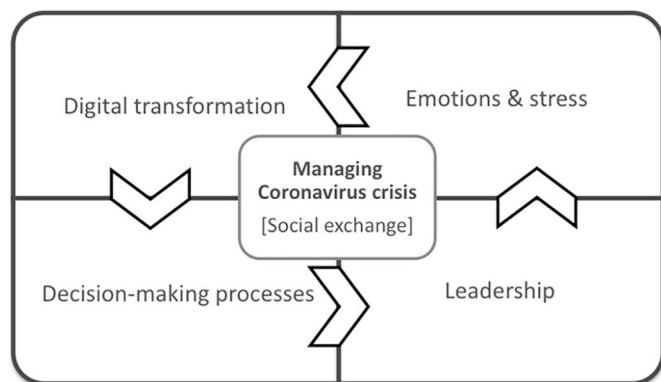 Digital transformation
Emotions & stress
Managing
Coronavirus crisis
[Social exchange]
Decision-making processes
Leadership